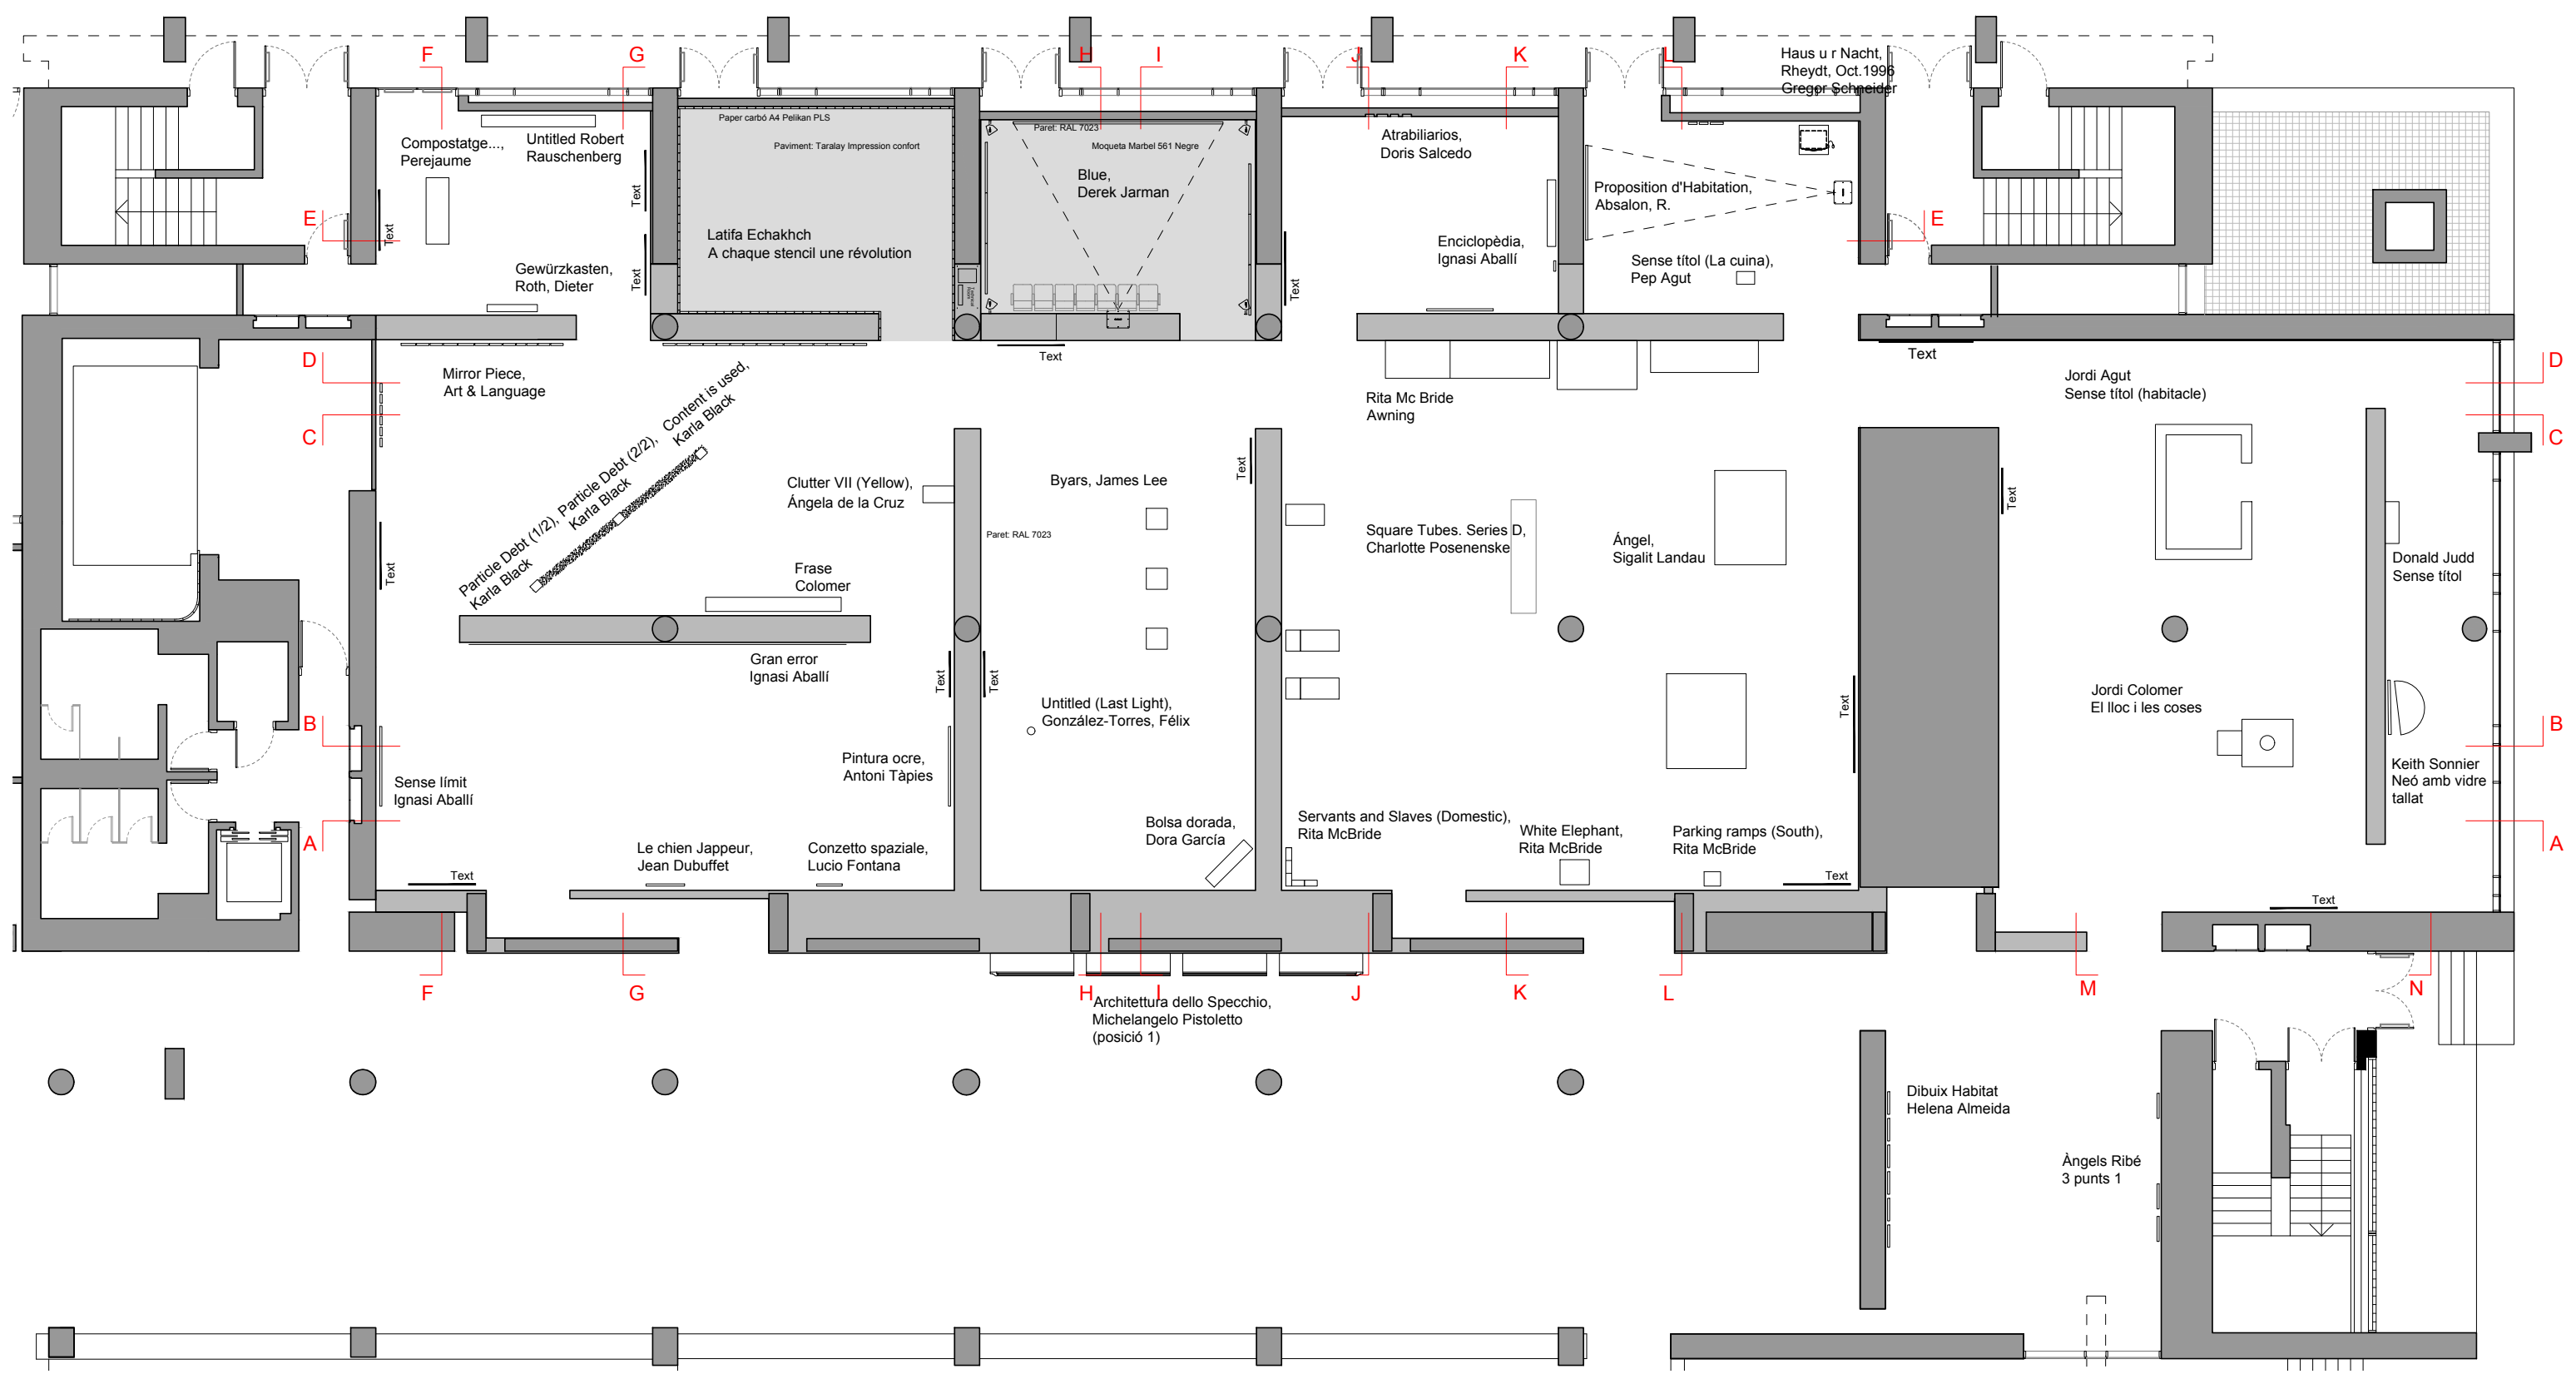 F
G
H
I
J
K
L
Haus u r Nacht,
Rheydt, Oct.1996
Gregor Schneider
Compostatge...,
Perejaume
Untitled Robert
Rauschenberg
Paper carbó A4 Pelikan PLS
Paviment: Taralay Impression confort
Paret: RAL 7023
Moqueta Marbel 561 Negre
Blue,
Derek Jarman
Atrabiliarios,
Doris Salcedo
Proposition d'Habitation,
Absalon, R.
Text
Text
E
E
Text
Latifa Echakhch
A chaque stencil une révolution
Enciclopèdia,
Ignasi Aballí
Sense títol (La cuina),
Pep Agut
Gewürzkasten,
Roth, Dieter
Text
Text
D
Mirror Piece,
Art & Language
Text
Text
Jordi Agut
Sense títol (habitacle)
D
Rita Mc Bride
Awning
C
C
Particle Debt (1/2),
Karla Black
Particle Debt (2/2),
Karla Black
Content is used,
Karla Black
Clutter VII (Yellow),
Ángela de la Cruz
Byars, James Lee
Text
Text
Paret: RAL 7023
Square Tubes. Series D,
Charlotte Posenenske
Ángel,
Sigalit Landau
Donald Judd
Sense títol
Text
Frase
Colomer
Gran error
Ignasi Aballí
Text
Text
Untitled (Last Light),
González-Torres, Félix
Text
Jordi Colomer
El lloc i les coses
B
B
Sense límit
Ignasi Aballí
Pintura ocre,
Antoni Tàpies
Keith Sonnier
Neó amb vidre
tallat
A
Le chien Jappeur,
Jean Dubuffet
Conzetto spaziale,
Lucio Fontana
Bolsa dorada,
Dora García
Servants and Slaves (Domestic),
Rita McBride
White Elephant,
Rita McBride
Parking ramps (South),
Rita McBride
A
Text
Text
Text
F
G
H
I
J
K
L
M
N
Architettura dello Specchio,
Michelangelo Pistoletto
(posició 1)
Dibuix Habitat
Helena Almeida
Àngels Ribé
3 punts 1